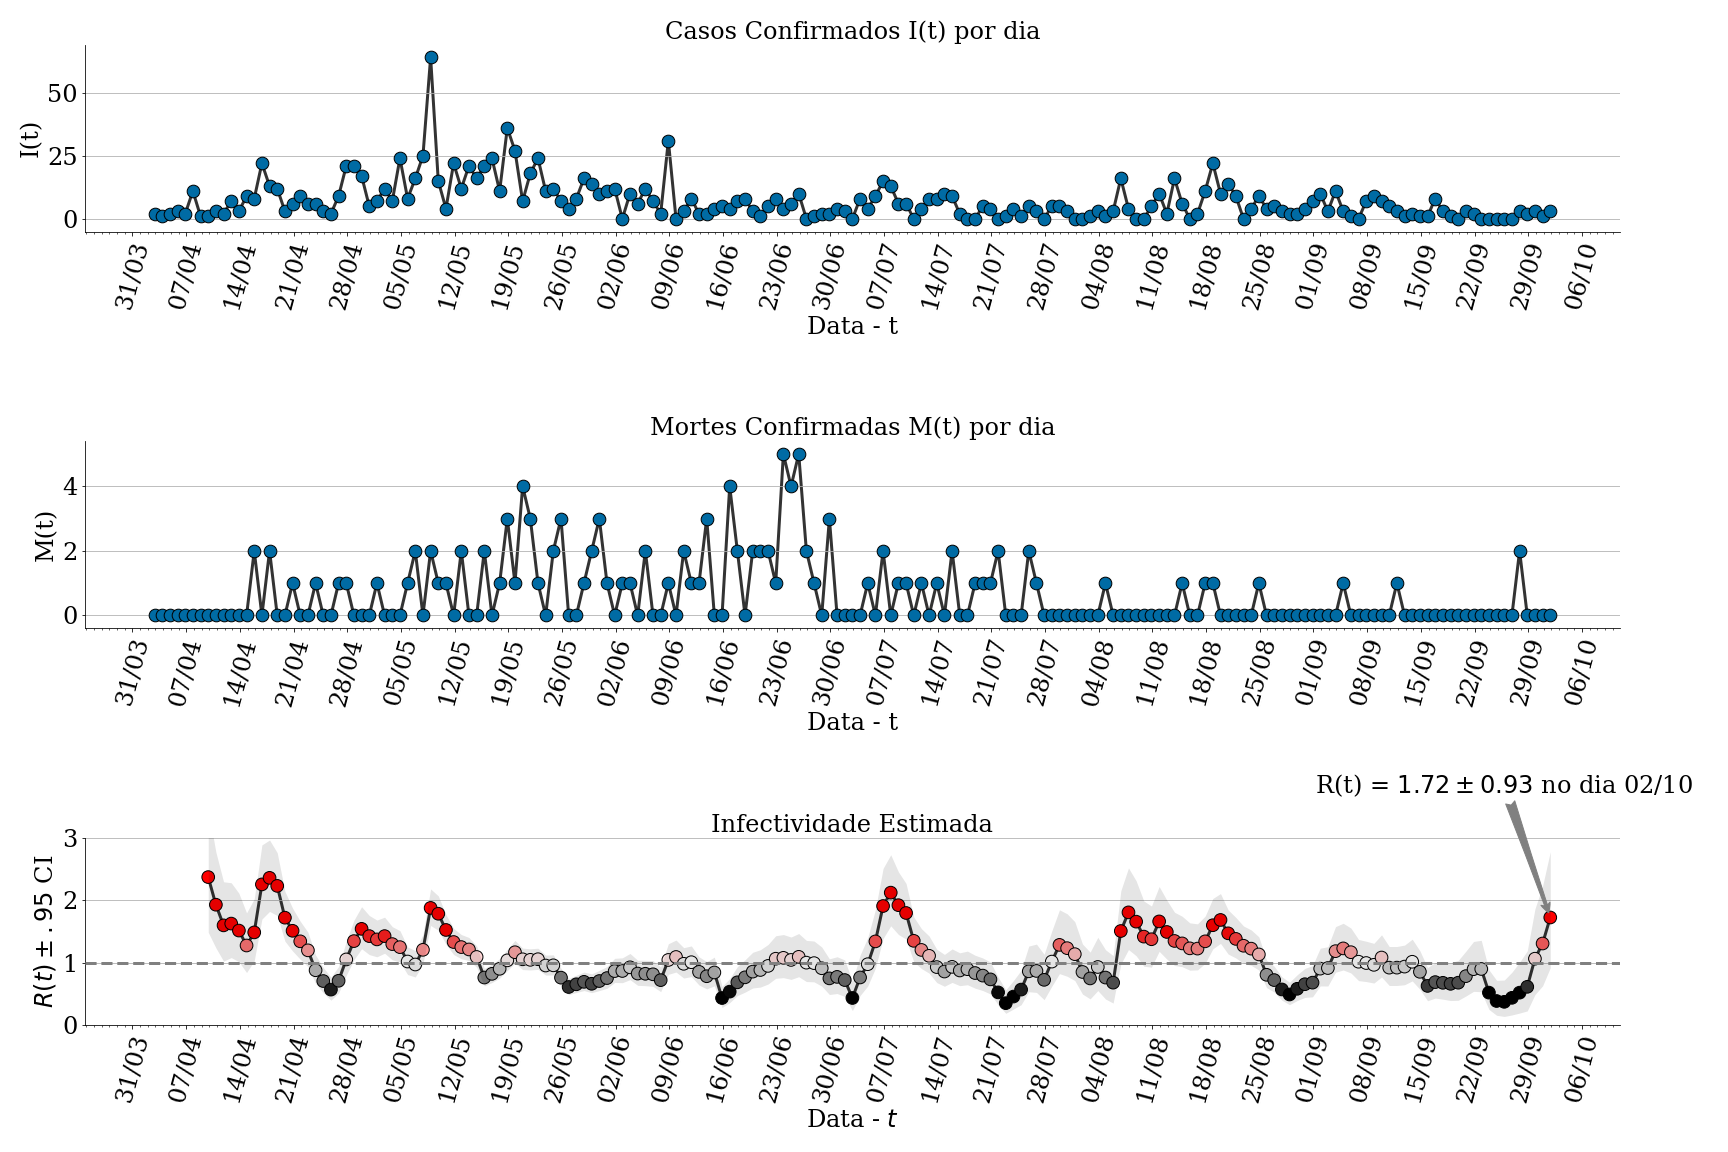 Casos Confirmados I(t) por dia
I(t)
50
25
0
31/03 07/04 14/04 21/04 28/04 05/05 12/05 19/05 26/05 02/06 09/06 16/06 23/06 30/06 07/07 14/07 21/07 28/07 04/08 11/08 18/08 25/08 01/09 08/09 15/09 22/09 29/09 06/10
Data - t
Mortes Confirmadas M(t) por dia
M(t)
4
2
0
31/03 07/04 14/04 21/04 28/04 05/05 12/05 19/05 26/05 02/06 09/06 16/06 23/06 30/06 07/07 14/07 21/07 28/07 04/08 11/08 18/08 25/08 01/09 08/09 15/09 22/09 29/09 06/10
Data - t
R(t) = 1.72 ± 0.93 no dia 02/10
Infectividade Estimada
R(t) ± .95 CI
3
2
1
0
31/03 07/04 14/04 21/04 28/04 05/05 12/05 19/05 26/05 02/06 09/06 16/06 23/06 30/06 07/07 14/07 21/07 28/07 04/08 11/08 18/08 25/08 01/09 08/09 15/09 22/09 29/09 06/10
Data - t